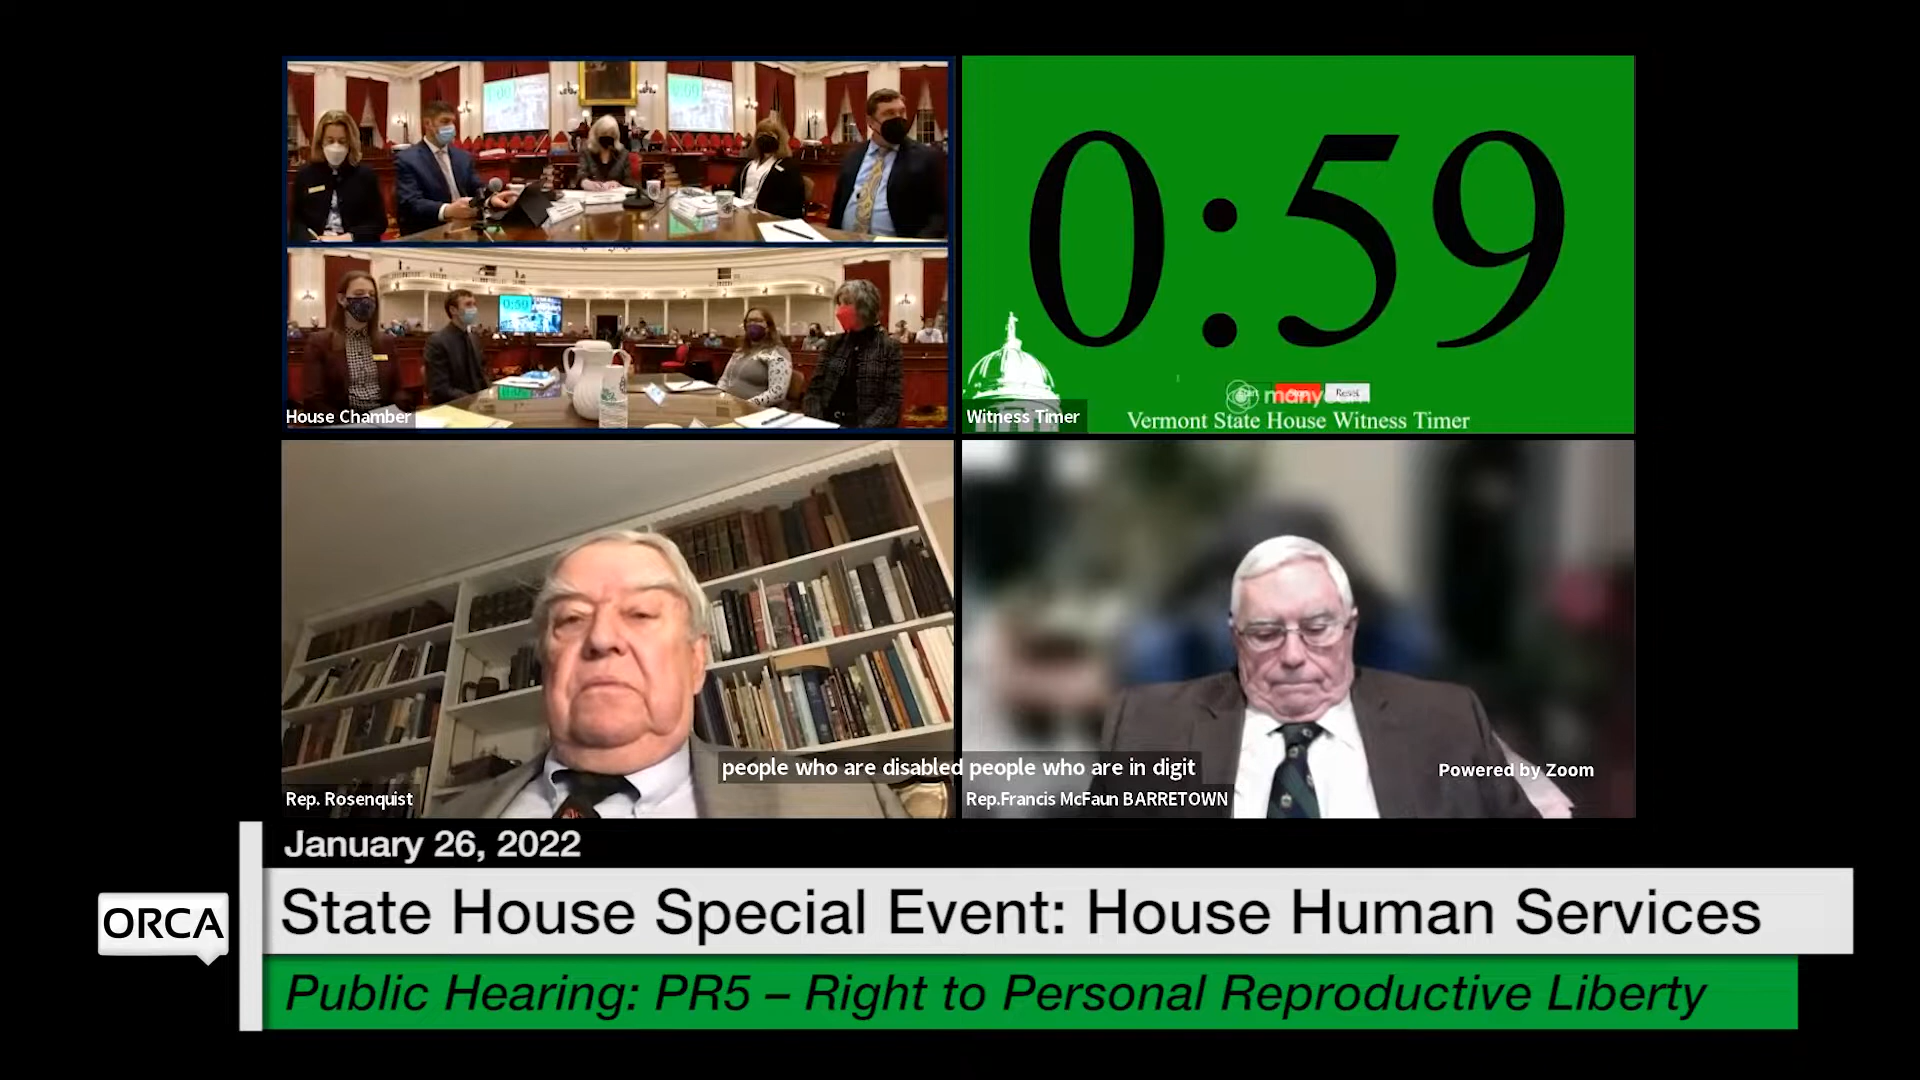 House Chamber
0:59
many
Reset
Witness Timer
Vermont State House Witness Timer
people who are disabled people who are in digit
Powered by Zoom
Rep. Rosenquist
Rep.Francis McFaun BARRETOWN
January 26, 2022
ORCA
State House Special Event: House Human Services
Public Hearing: PR5 – Right to Personal Reproductive Liberty